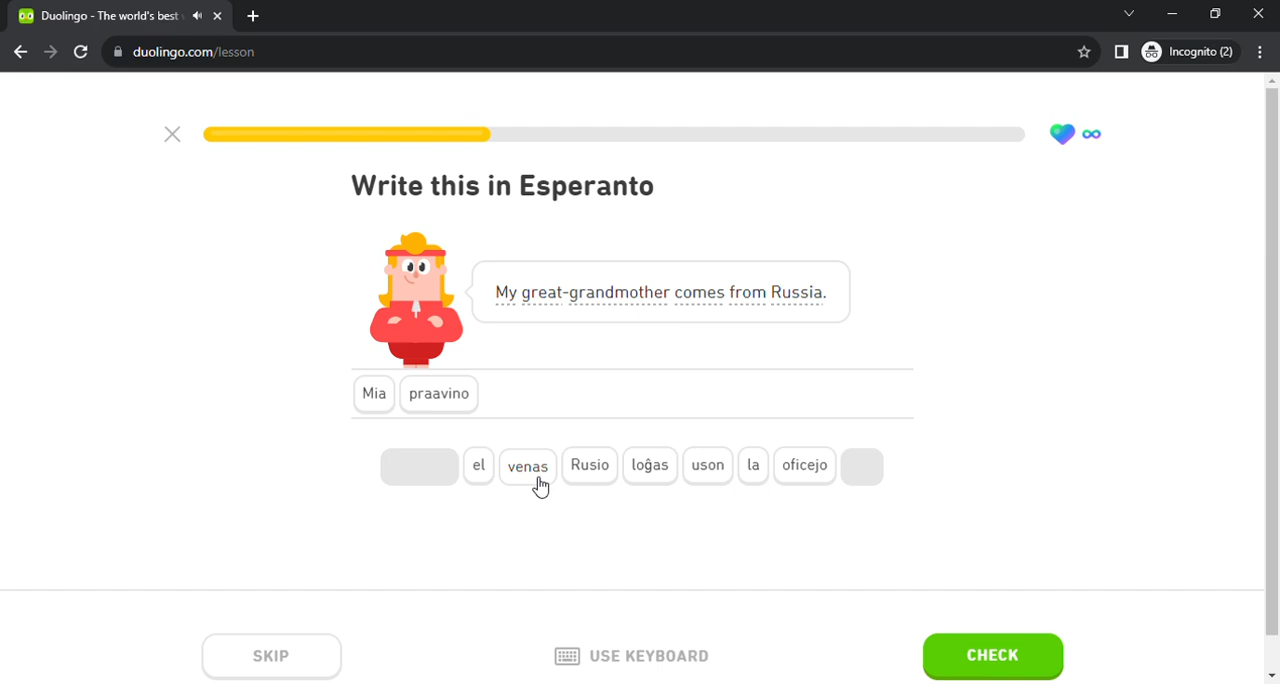 Duolingo - The world's best
duolingo.com/lesson
Incognito (2)
Write this in Esperanto
My great-grandmother comes from Russia.
Mia praavino
el venas Rusio loĝas uson la oficejo
SKIP USE KEYBOARD CHECK